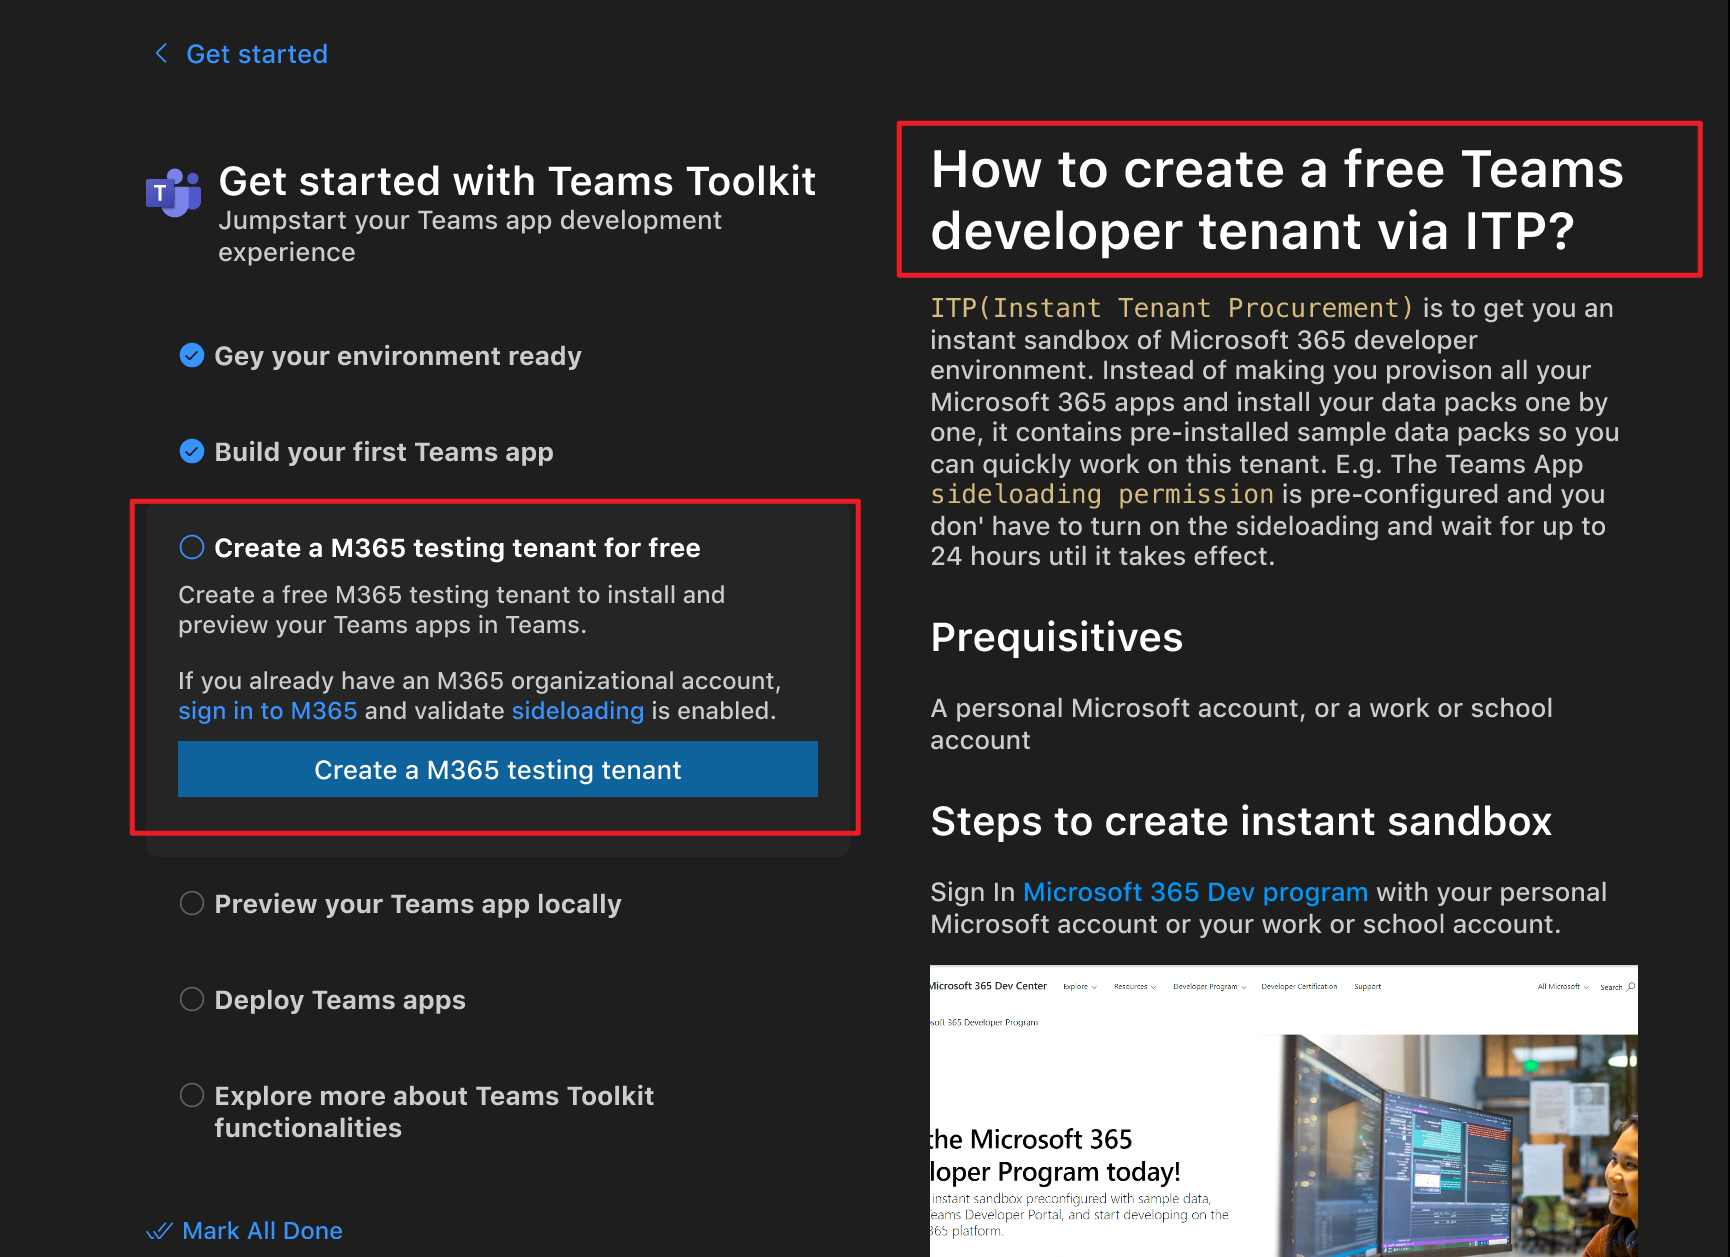 Get started
T
Get started with Teams Toolkit
Jumpstart your Teams app development
experience
Gey your environment ready
Build your first Teams app
Create a M365 testing tenant for free
Create a free M365 testing tenant to install and
preview your Teams apps in Teams.
If you already have an M365 organizational account,
sign in to M365 and validate sideloading is enabled.
Create a M365 testing tenant
Preview your Teams app locally
Deploy Teams apps
Explore more about Teams Toolkit
functionalities
Mark All Done
How to create a free Teams
developer tenant via ITP?
ITP(Instant Tenant Procurement) is to get you an
instant sandbox of Microsoft 365 developer
environment. Instead of making you provison all your
Microsoft 365 apps and install your data packs one by
one, it contains pre-installed sample data packs so you
can quickly work on this tenant. E.g. The Teams App
sideloading permission is pre-configured and you
don' have to turn on the sideloading and wait for up to
24 hours util it takes effect.
Prequisitives
A personal Microsoft account, or a work or school
account
Steps to create instant sandbox
Sign In Microsoft 365 Dev program with your personal
Microsoft account or your work or school account.
Microsoft 365 Dev Center Explore Resources Developer Program Developer Certification Support All Microsoft Search
soft 365 Developer Program
the Microsoft 365
loper Program today!
instant sandbox preconfigured with sample data,
eams Developer Portal, and start developing on the
365 platform.